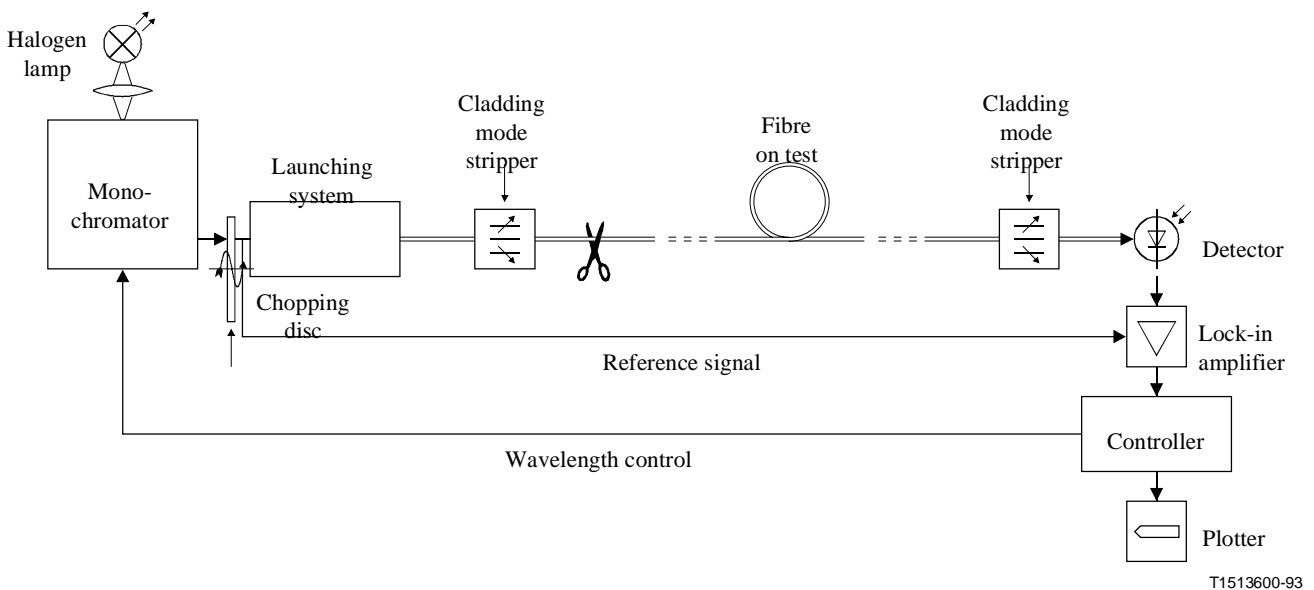 Halogen
lamp
Cladding
mode
stripper
Fibre
on test
Cladding
mode
stripper
Launching
system
Mono-
chromator
Detector
Chopping
disc
Lock-in
amplifier
Reference signal
Controller
Wavelength control
Plotter
T1513600-93